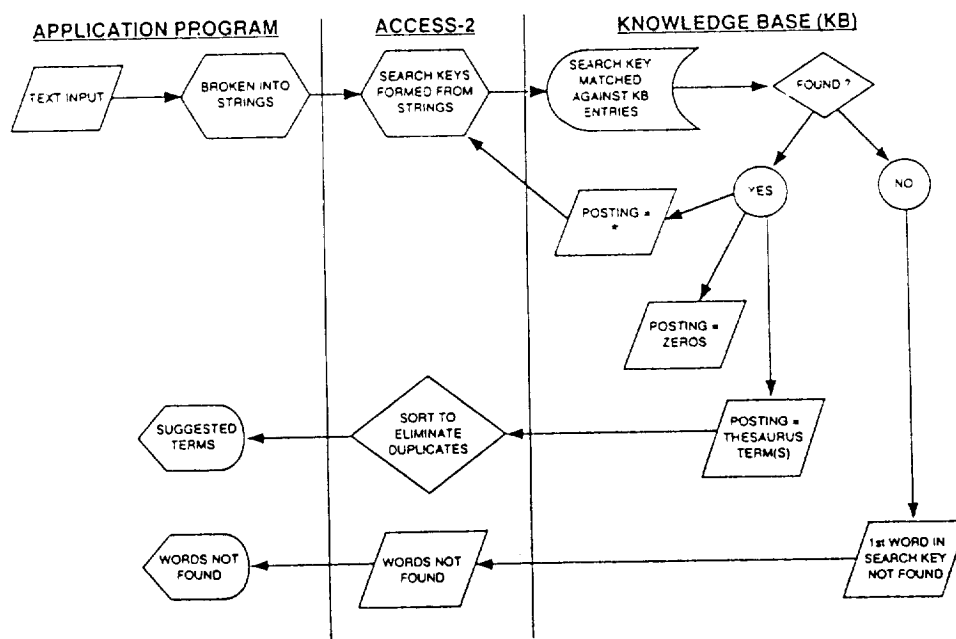 APPLICATION PROGRAM
ACCESS-2
KNOWLEDGE BASE (KB)
TEXT INPUT
BROKEN INTO
STRINGS
SEARCH KEYS
FORMED FROM
STRINGS
SEARCH KEY
MATCHED
AGAINST KB
ENTRIES
FOUND ?
YES
NO
POSTING =
*
POSTING =
ZEROS
SUGGESTED
TERMS
SORT TO
ELIMINATE
DUPLICATES
POSTING =
THESAURUS
TERM(S)
WORDS NOT
FOUND
WORDS NOT
FOUND
1st WORD IN
SEARCH KEY
NOT FOUND